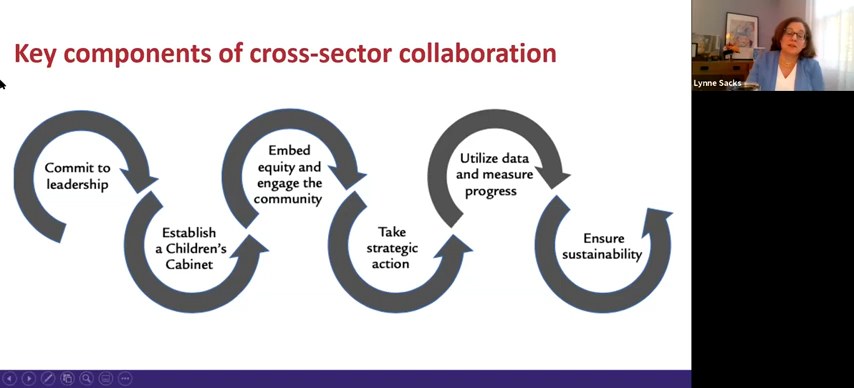 Key components of cross-sector collaboration
Lynne Sacks
Commit to
leadership
Establish
a Children's
Cabinet
Embed
equity and
engage the
community
Take
strategic
action
Utilize data
and measure
progress
Ensure
sustainability